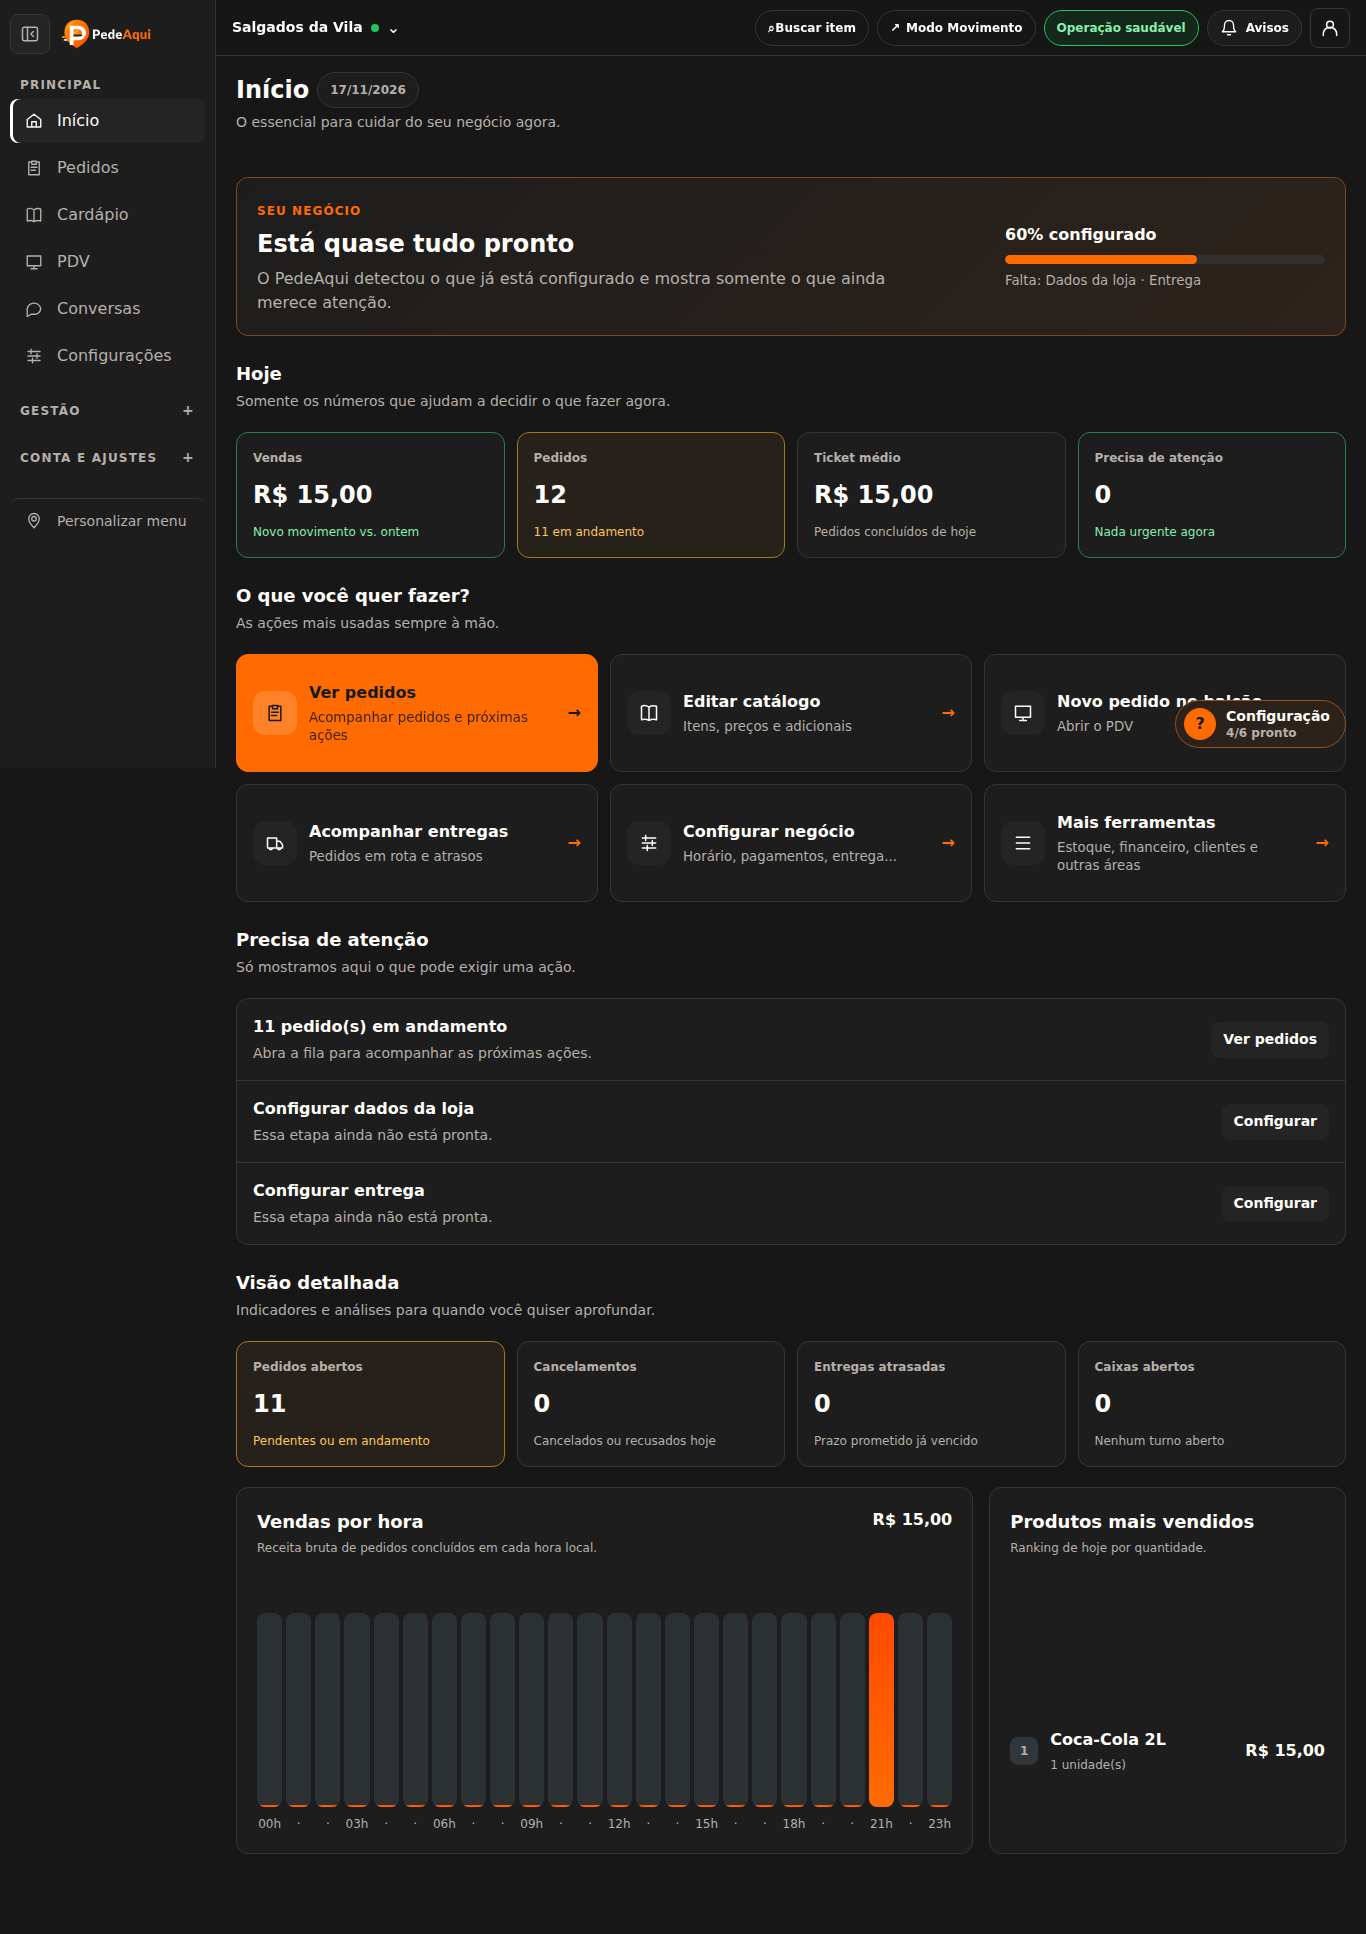 PedeAqui
PRINCIPAL
Início
Pedidos
Cardápio
PDV
Conversas
Configurações
GESTÃO +
CONTA E AJUSTES +
Personalizar menu
Salgados da Vila
Buscar item
↗ Modo Movimento
Operação saudável
Avisos
Início 17/11/2026
O essencial para cuidar do seu negócio agora.
SEU NEGÓCIO
Está quase tudo pronto
O PedeAqui detectou o que já está configurado e mostra somente o que ainda
merece atenção.
60% configurado
Falta: Dados da loja · Entrega
Hoje
Somente os números que ajudam a decidir o que fazer agora.
Vendas
R$ 15,00
Novo movimento vs. ontem
Pedidos
12
11 em andamento
Ticket médio
R$ 15,00
Pedidos concluídos de hoje
Precisa de atenção
0
Nada urgente agora
O que você quer fazer?
As ações mais usadas sempre à mão.
Ver pedidos
Acompanhar pedidos e próximas
ações
→
Editar catálogo
Itens, preços e adicionais
→
Novo pedido no balcão
Abrir o PDV
?
Configuração
4/6 pronto
Acompanhar entregas
Pedidos em rota e atrasos
→
Configurar negócio
Horário, pagamentos, entrega...
→
Mais ferramentas
Estoque, financeiro, clientes e
outras áreas
→
Precisa de atenção
Só mostramos aqui o que pode exigir uma ação.
11 pedido(s) em andamento
Abra a fila para acompanhar as próximas ações.
Ver pedidos
Configurar dados da loja
Essa etapa ainda não está pronta.
Configurar
Configurar entrega
Essa etapa ainda não está pronta.
Configurar
Visão detalhada
Indicadores e análises para quando você quiser aprofundar.
Pedidos abertos
11
Pendentes ou em andamento
Cancelamentos
0
Cancelados ou recusados hoje
Entregas atrasadas
0
Prazo prometido já vencido
Caixas abertos
0
Nenhum turno aberto
Vendas por hora
R$ 15,00
Receita bruta de pedidos concluídos em cada hora local.
00h · · 03h · · 06h · · 09h · · 12h · · 15h · · 18h · · 21h · 23h
Produtos mais vendidos
Ranking de hoje por quantidade.
1
Coca-Cola 2L
1 unidade(s)
R$ 15,00